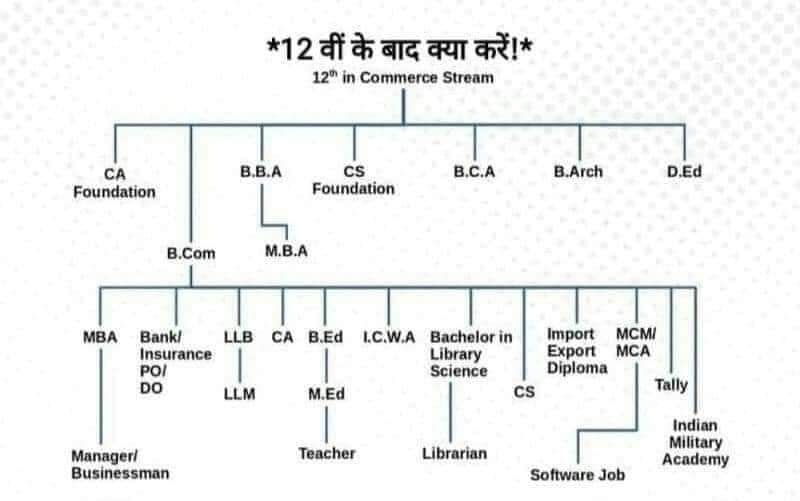 *12 वीं के बाद क्या करें!*
12th in Commerce Stream
CA
Foundation
B.B.A
CS
Foundation
B.C.A
B.Arch
D.Ed
B.Com
M.B.A
MBA
Bank/
Insurance
PO/
DO
LLB
CA
B.Ed
I.C.W.A
Bachelor in
Library
Science
CS
Import
Export
Diploma
MCM/
MCA
Tally
Indian
Military
Academy
LLM
M.Ed
Manager/
Businessman
Teacher
Librarian
Software Job